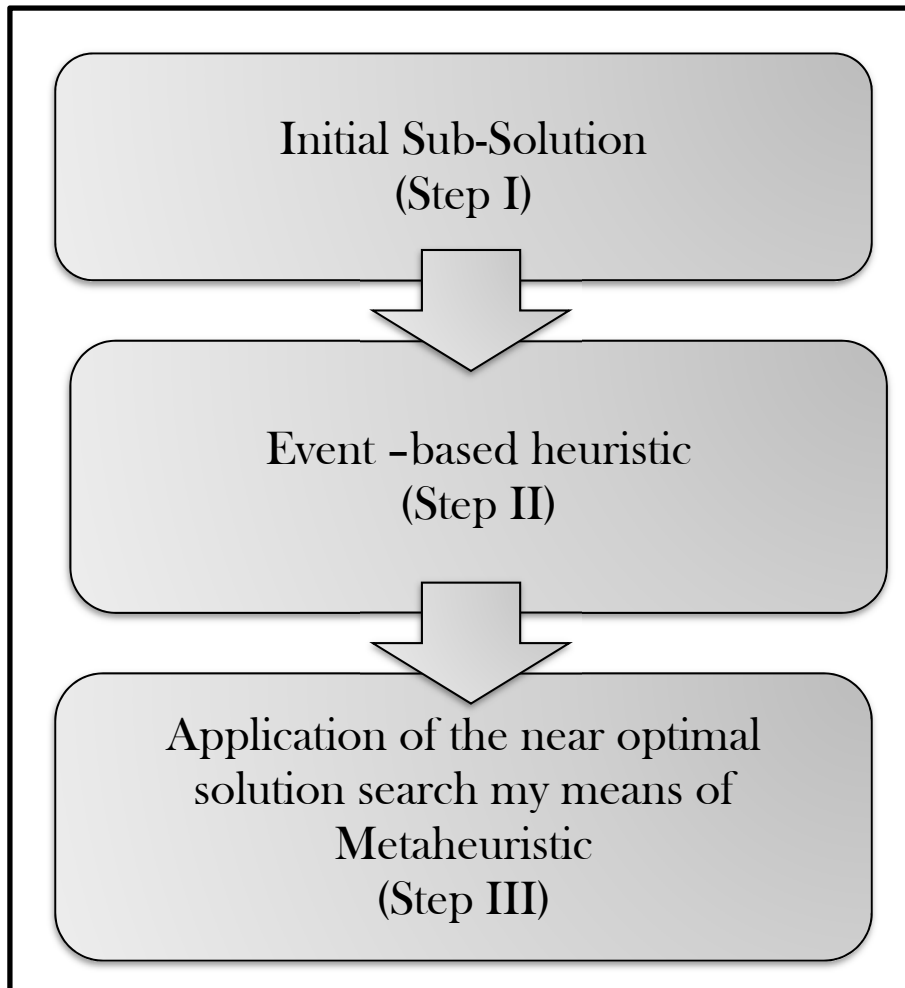 Initial Sub-Solution
(Step I)
Event –based heuristic
(Step II)
Application of the near optimal
solution search my means of
Metaheuristic
(Step III)